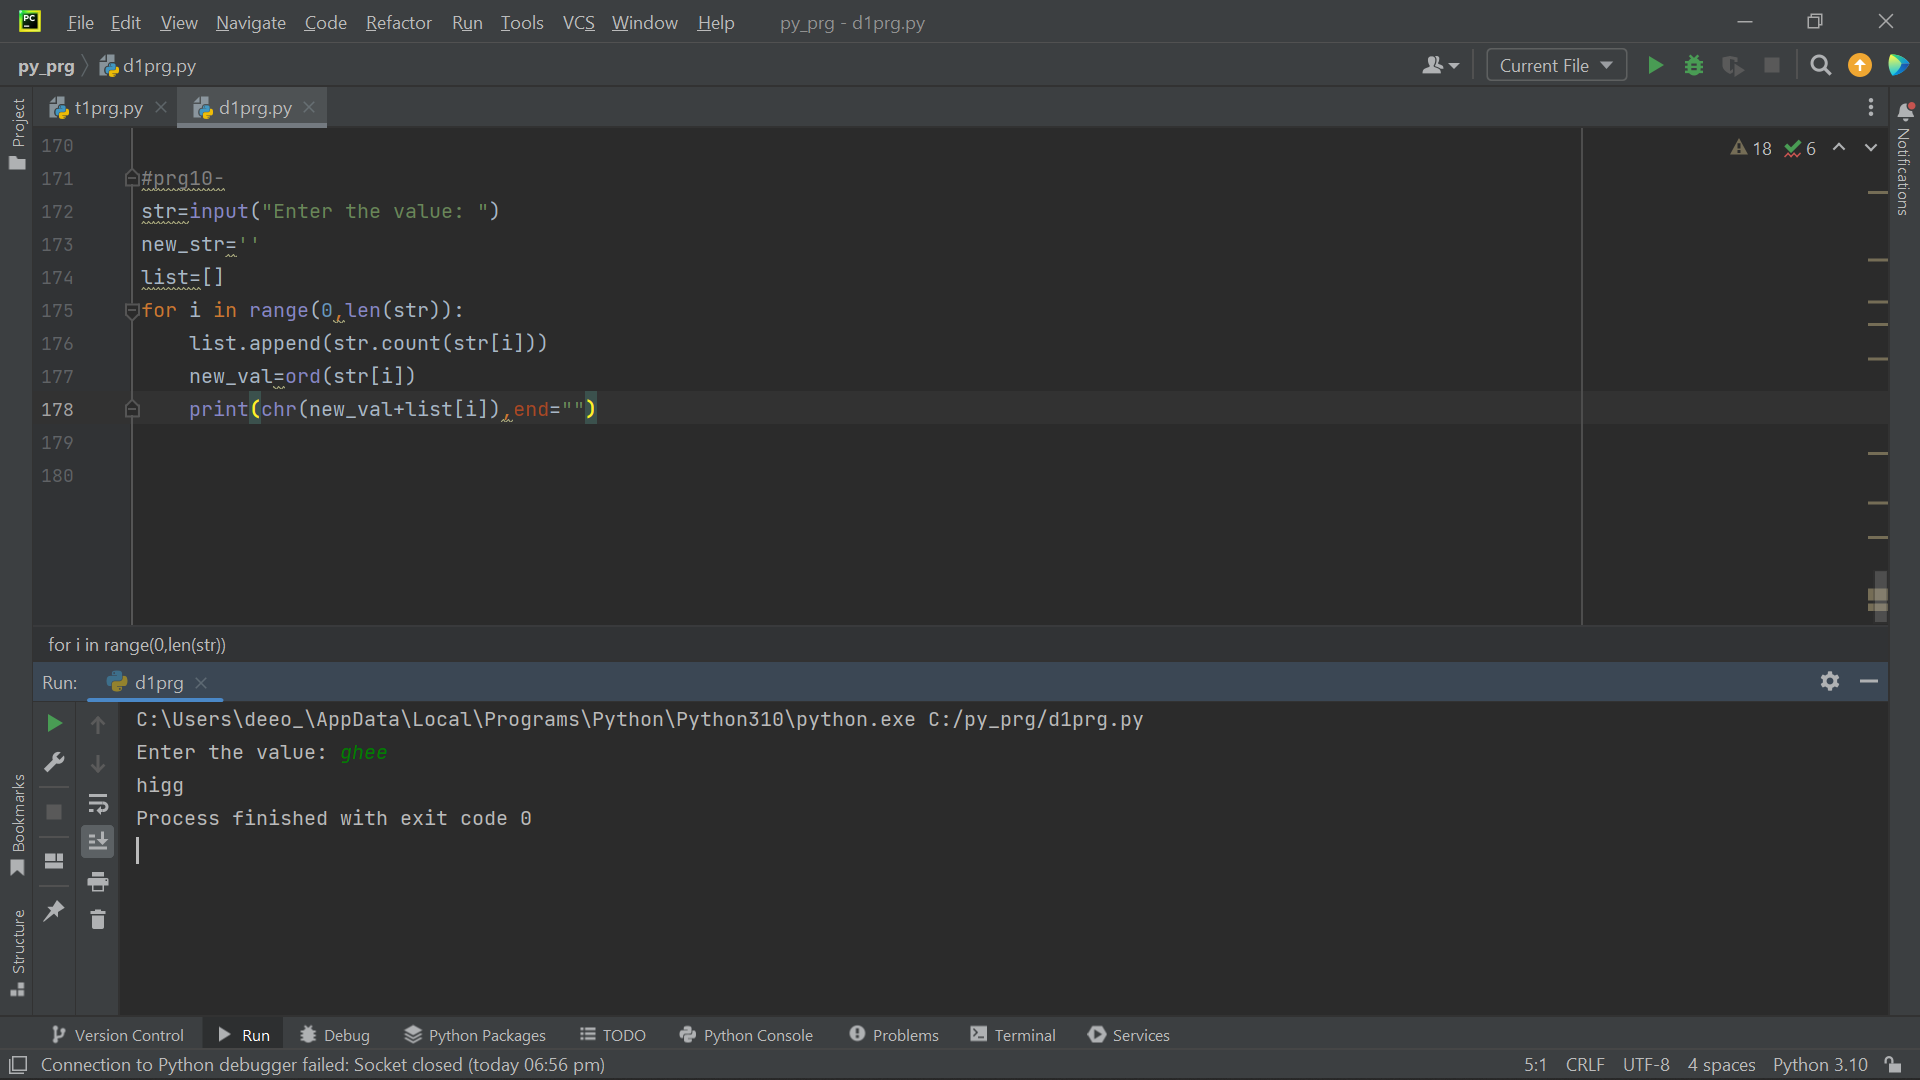 PC File Edit View Navigate Code Refactor Run Tools VCS Window Help py_prg - d1prg.py
py_prg d1prg.py Current File
Project
t1prg.py d1prg.py
Notifications
18 6
170
171 #prg10-
172 str=input("Enter the value: ")
173 new_str=''
174 list=[]
175 for i in range(0,len(str)):
176 list.append(str.count(str[i]))
177 new_val=ord(str[i])
178 print(chr(new_val+list[i]),end="")
179
180
for i in range(0,len(str))
Run: d1prg
C:\Users\deeo_\AppData\Local\Programs\Python\Python310\python.exe C:/py_prg/d1prg.py
Enter the value: ghee
higg
Process finished with exit code 0
Bookmarks
Structure
Version Control Run Debug Python Packages TODO Python Console Problems Terminal Services
Connection to Python debugger failed: Socket closed (today 06:56 pm) 5:1 CRLF UTF-8 4 spaces Python 3.10